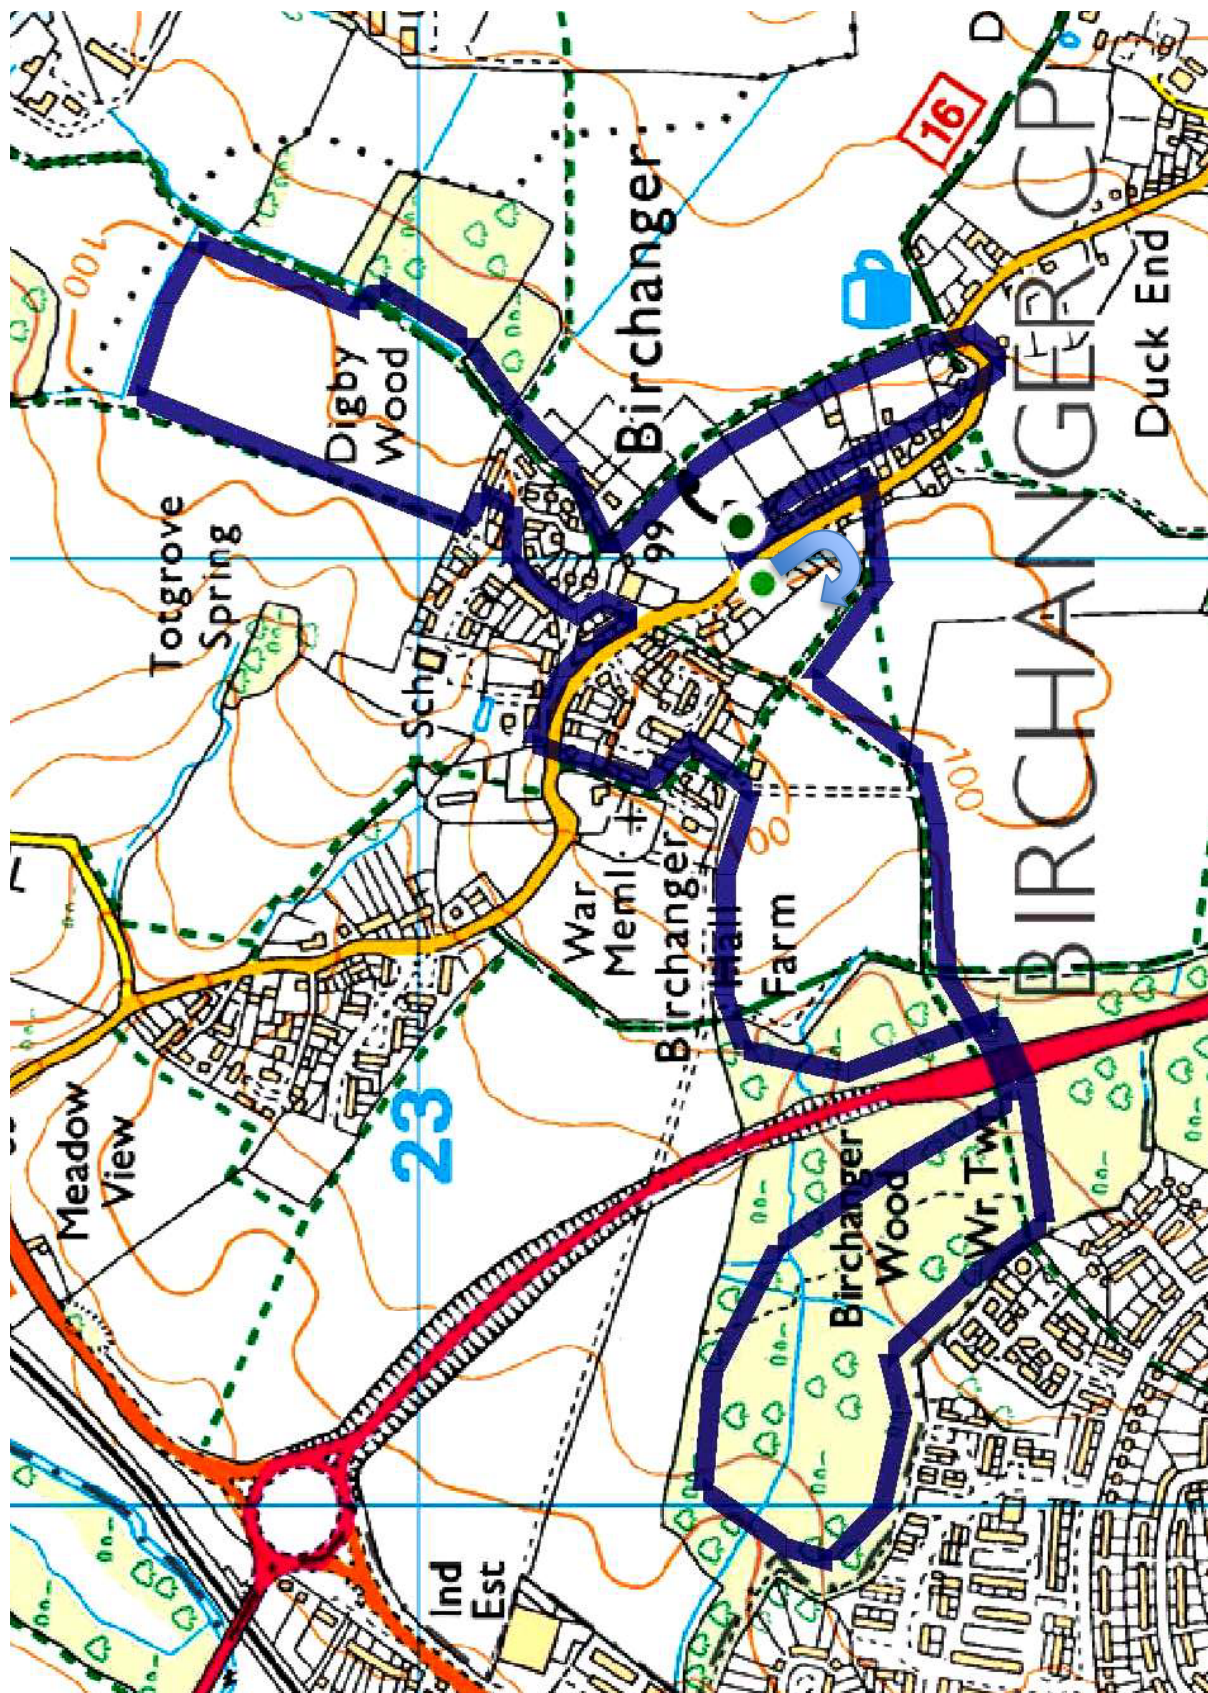 D
16
BIRCHANGER CP
Duck End
100
Birchanger
Digby
Wood
Totgrove
Spring
99
Sch
100
00
War
Meml
Birchanger
Hall
Farm
Meadow
View
23
Birchanger
Wood
Wr Twr
Ind
Est